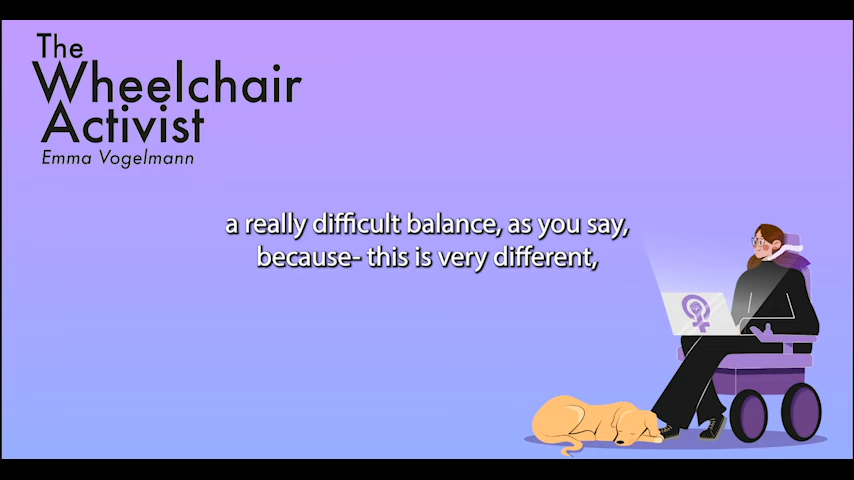 The
Wheelchair
Activist
Emma Vogelmann
a really difficult balance, as you say,
because- this is very different,